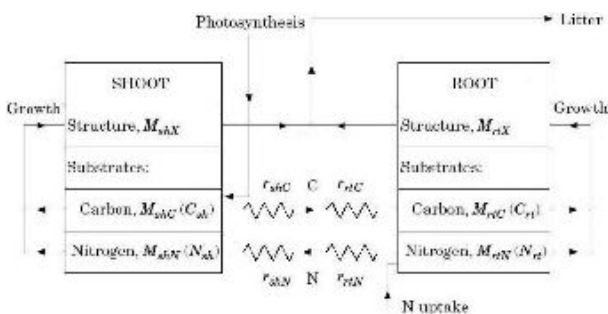 Photosynthesis
Litter
SHOOT
ROOT
Growth
Growth
Structure, M_shX
Structure, M_rtX
Substrates:
Substrates:
r_shC C r_rtC
Carbon, M_shC (C_sh)
Carbon, M_rtC (C_rt)
Nitrogen, M_shN (N_sh)
Nitrogen, M_rtN (N_rt)
r_shN N r_rtN
N uptake